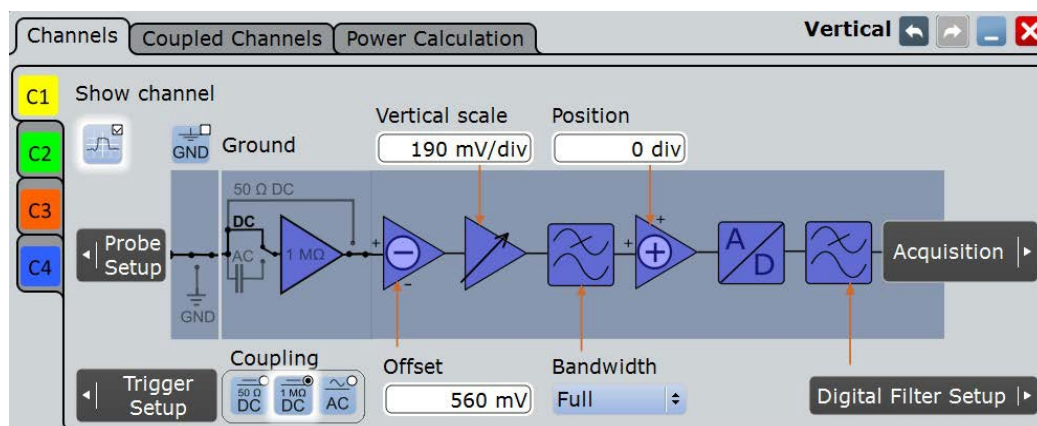 Channels
Coupled Channels
Power Calculation
Vertical
C1
C2
C3
C4
Show channel
GND
Ground
Vertical scale
190 mV/div
Position
0 div
50 Ω DC
DC
AC
1 MΩ
GND
Probe
Setup
A
D
Acquisition
Trigger
Setup
Coupling
50 Ω
DC
1 MΩ
DC
AC
Offset
560 mV
Bandwidth
Full
Digital Filter Setup